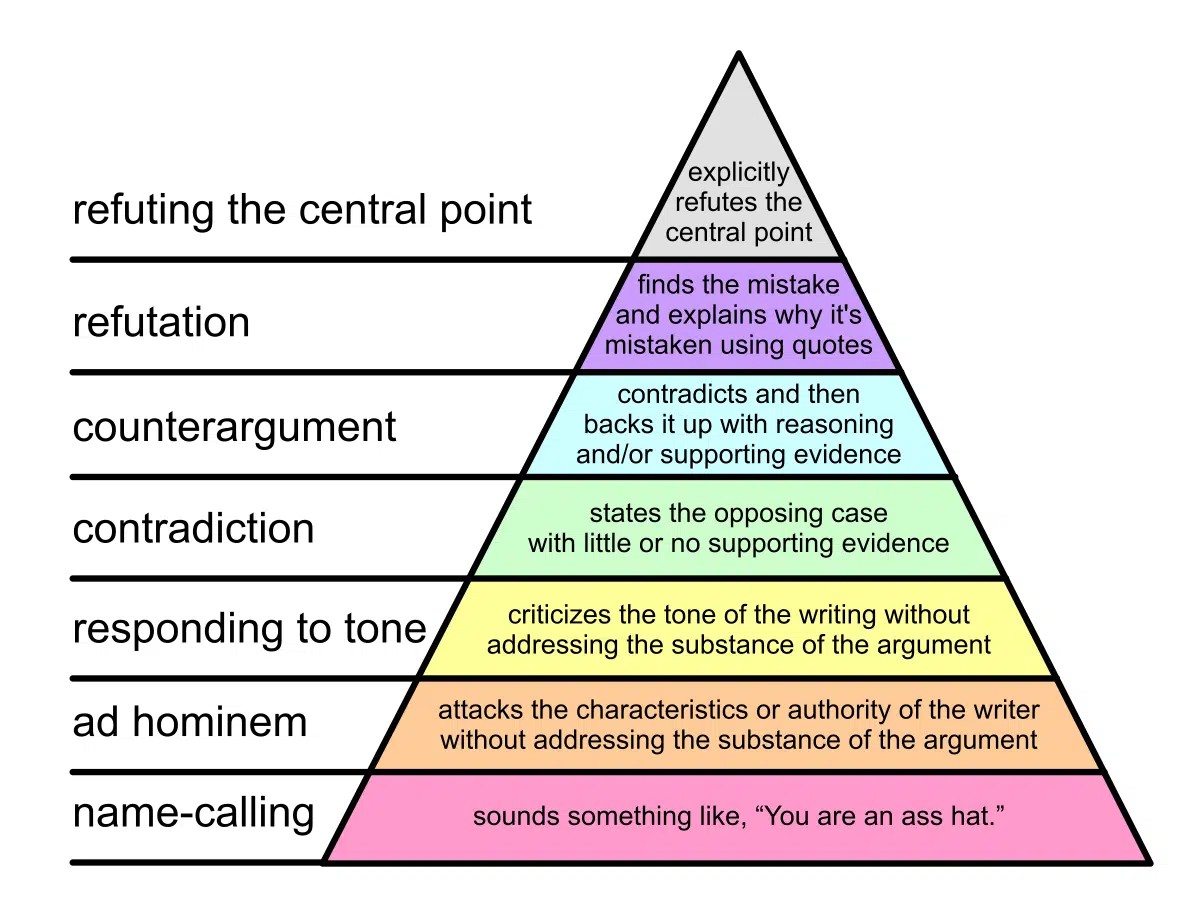 refuting the central point
explicitly
refutes the
central point
refutation
finds the mistake
and explains why it's
mistaken using quotes
counterargument
contradicts and then
backs it up with reasoning
and/or supporting evidence
contradiction
states the opposing case
with little or no supporting evidence
responding to tone
criticizes the tone of the writing without
addressing the substance of the argument
ad hominem
attacks the characteristics or authority of the writer
without addressing the substance of the argument
name-calling
sounds something like, “You are an ass hat.”